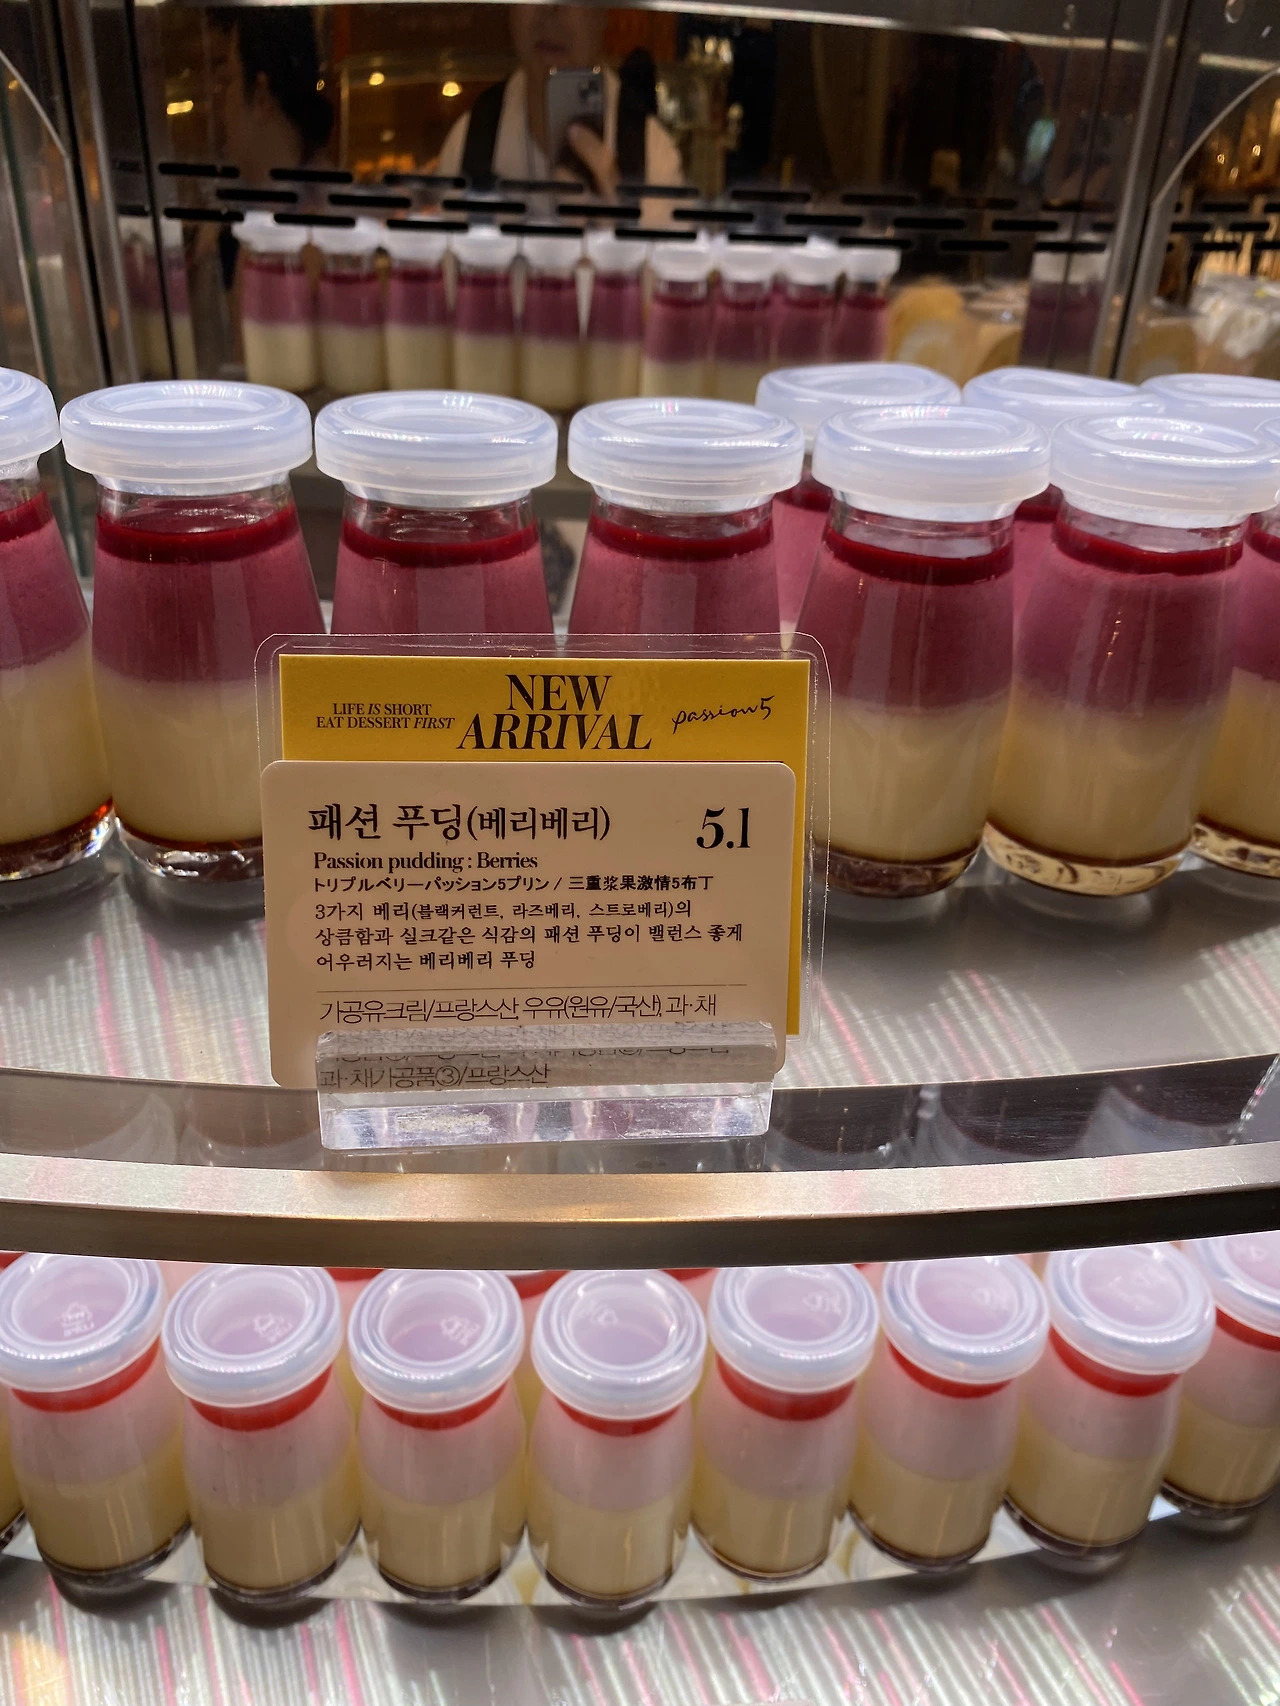 LIFE IS SHORT
EAT DESSERT FIRST
NEW
ARRIVAL
passion5
패션 푸딩(베리베리)
5.1
Passion pudding : Berries
トリプルベリーパッション5プリン / 三重浆果激情5布丁
3가지 베리(블랙커런트, 라즈베리, 스트로베리)의
상큼함과 실크같은 식감의 패션 푸딩이 밸런스 좋게
어우러지는 베리베리 푸딩
가공유크림/프랑스산, 우유(원유/국산), 과·채
과·채가공품③/프랑스산